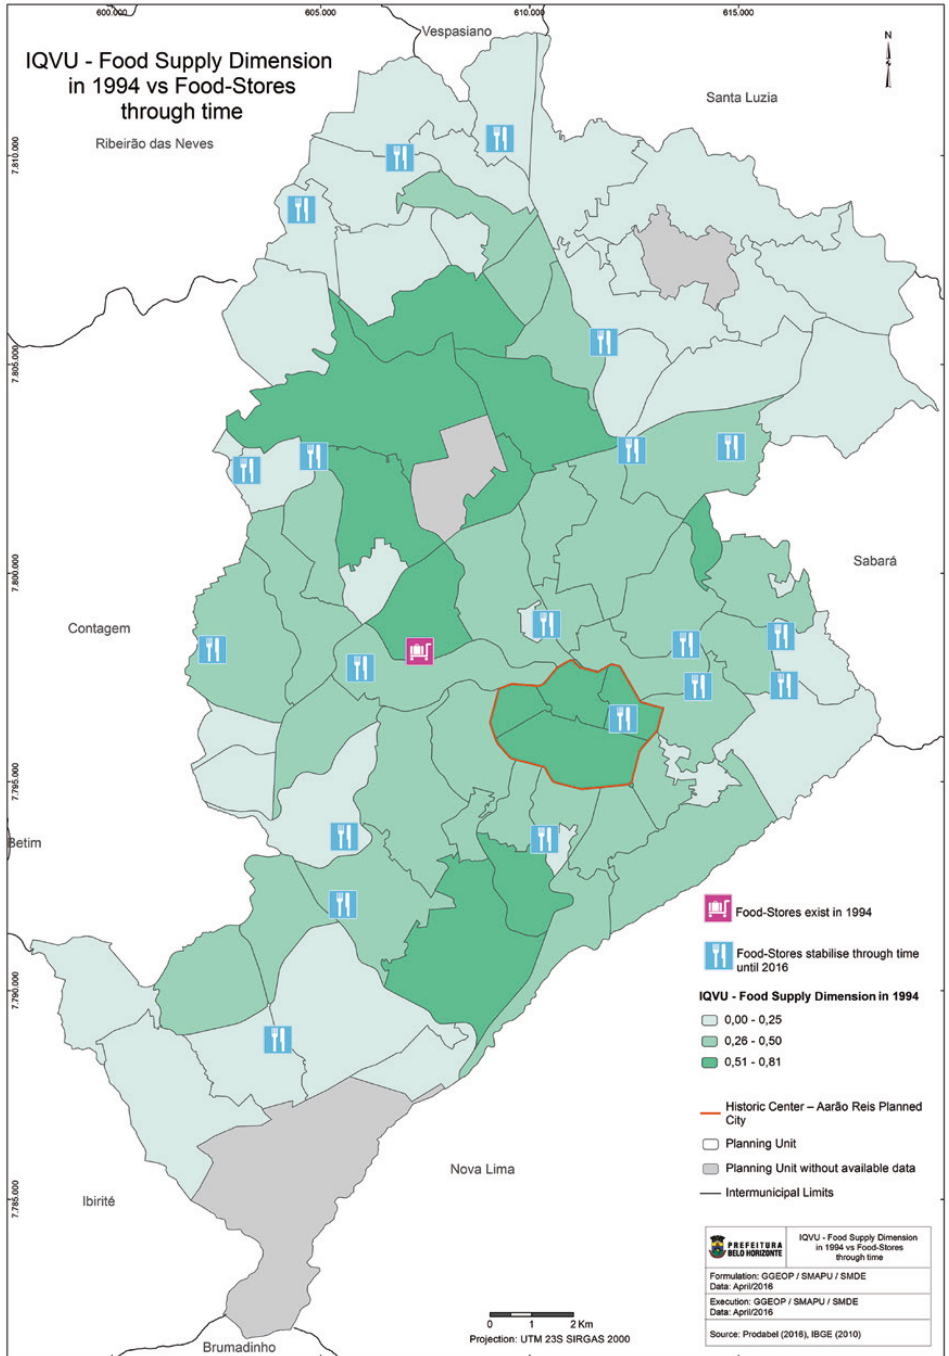 600.000
605.000
610.000
615.000
Vespasiano
IQVU - Food Supply Dimension
in 1994 vs Food-Stores
through time
N
Santa Luzia
Ribeirão das Neves
7.810.000
7.805.000
7.800.000
Sabará
Contagem
7.795.000
Betim
Food-Stores exist in 1994
Food-Stores stabilise through time
until 2016
7.790.000
IQVU - Food Supply Dimension in 1994
0,00 - 0,25
0,26 - 0,50
0,51 - 0,81
Historic Center – Aarão Reis Planned
City
Planning Unit
Planning Unit without available data
Intermunicipal Limits
Nova Lima
Ibirité
7.785.000
PREFEITURA
BELO HORIZONTE
IQVU - Food Supply Dimension
in 1994 vs Food-Stores
through time
Formulation: GGEOP / SMAPU / SMDE
Data: April/2016
Execution: GGEOP / SMAPU / SMDE
Data: April/2016
Source: Prodabel (2016), IBGE (2010)
0 1 2 Km
Projection: UTM 23S SIRGAS 2000
Brumadinho